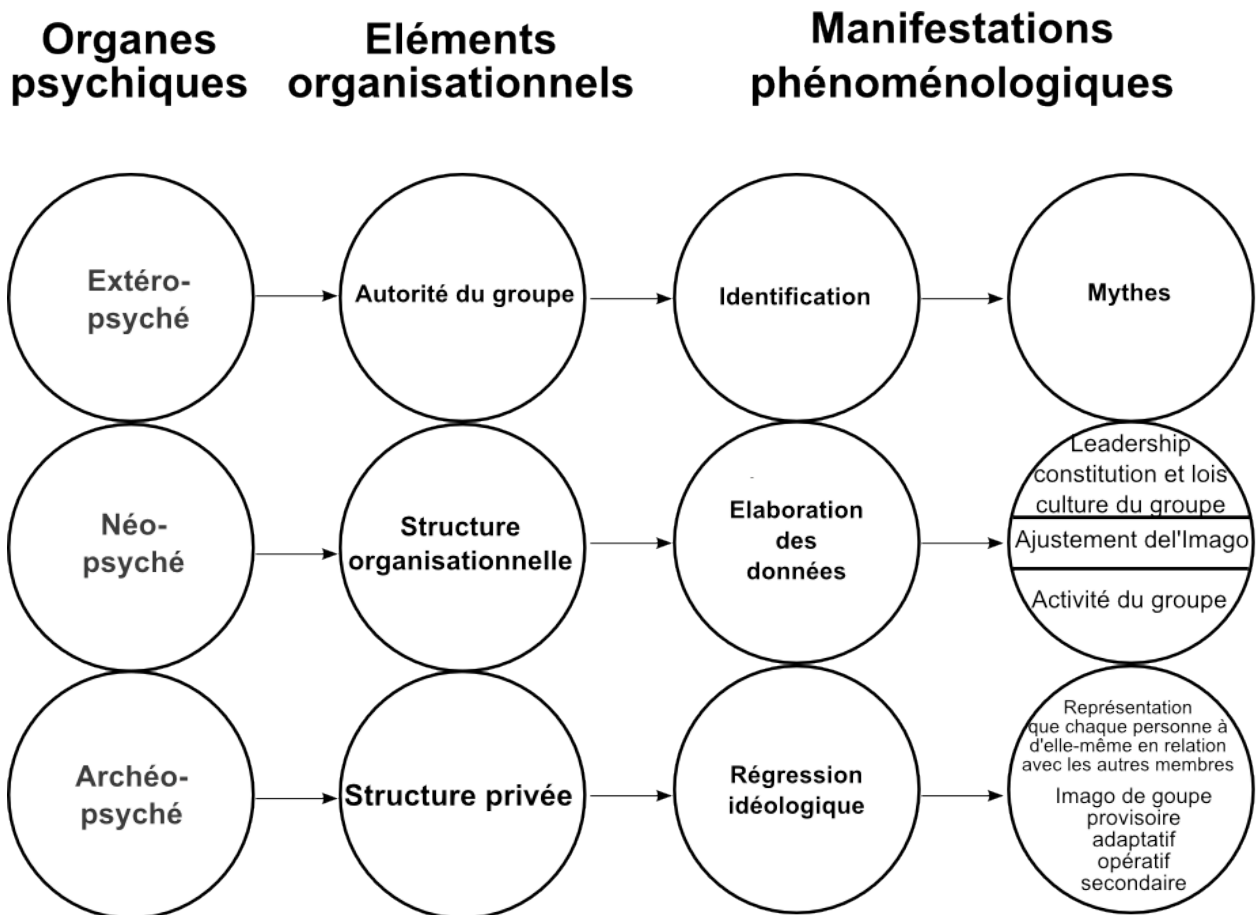 Organes
psychiques
Eléments
organisationnels
Manifestations
phénoménologiques
Extéro-
psyché
Autorité du groupe
Identification
Mythes
Néo-
psyché
Structure
organisationnelle
Elaboration
des
données
Leadership
constitution et lois
culture du groupe
Ajustement del'Imago
Activité du groupe
Archéo-
psyché
Structure privée
Régression
idéologique
Représentation
que chaque personne à
d'elle-même en relation
avec les autres membres
Imago de goupe
provisoire
adaptatif
opératif
secondaire